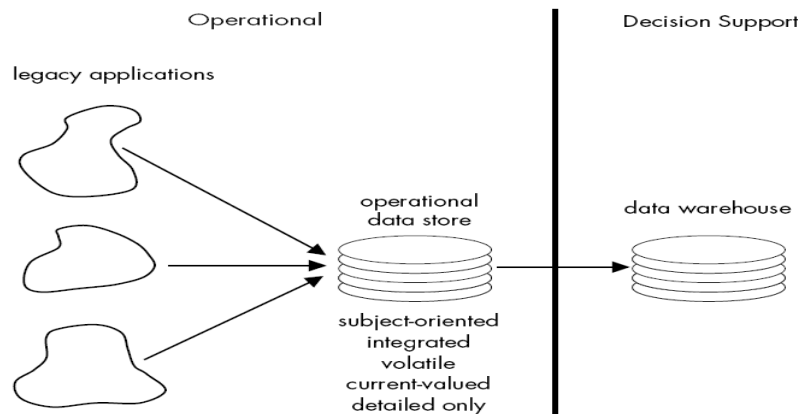 Operational
Decision Support
legacy applications
operational
data store
data warehouse
subject-oriented
integrated
volatile
current-valued
detailed only